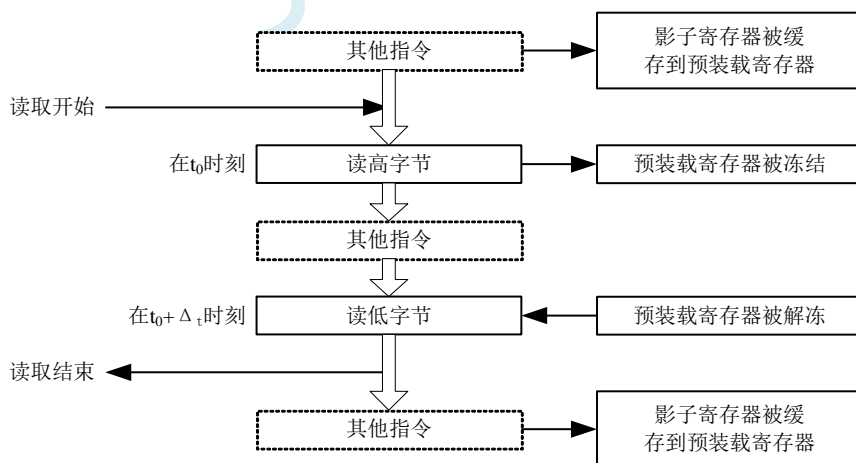 其他指令
影子寄存器被缓
存到预装载寄存器
读取开始
在t₀时刻
读高字节
预装载寄存器被冻结
其他指令
在t₀+Δₜ时刻
读低字节
预装载寄存器被解冻
读取结束
其他指令
影子寄存器被缓
存到预装载寄存器